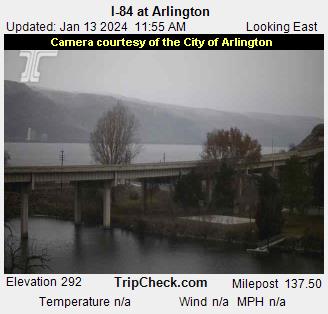 I-84 at Arlington
Updated: Jan 13 2024 11:55 AM Looking East
Camera courtesy of the City of Arlington
Elevation 292 TripCheck.com Milepost 137.50
Temperature n/a Wind n/a MPH n/a